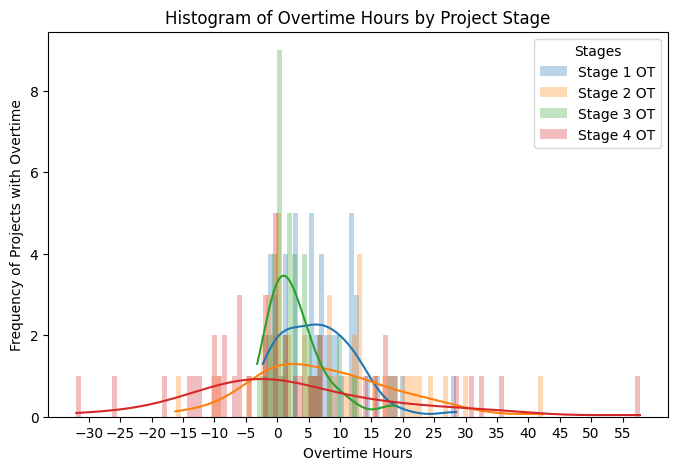 Histogram of Overtime Hours by Project Stage
Stages
Stage 1 OT
Stage 2 OT
Stage 3 OT
Stage 4 OT
Frequency of Projects with Overtime
8
6
4
2
0
−30 −25 −20 −15 −10 −5 0 5 10 15 20 25 30 35 40 45 50 55
Overtime Hours